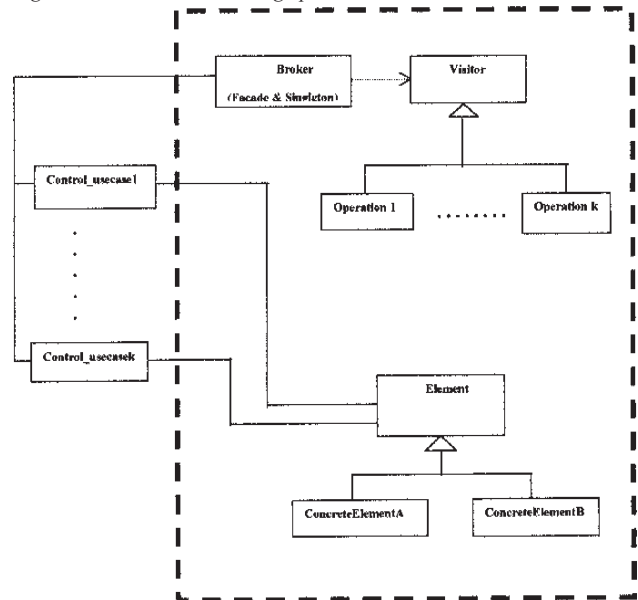 Broker
(Facade & Singleton)
Visitor
Control_usecase1
Operation 1
Operation k
Control_usecasek
Element
ConcreteElementA
ConcreteElementB